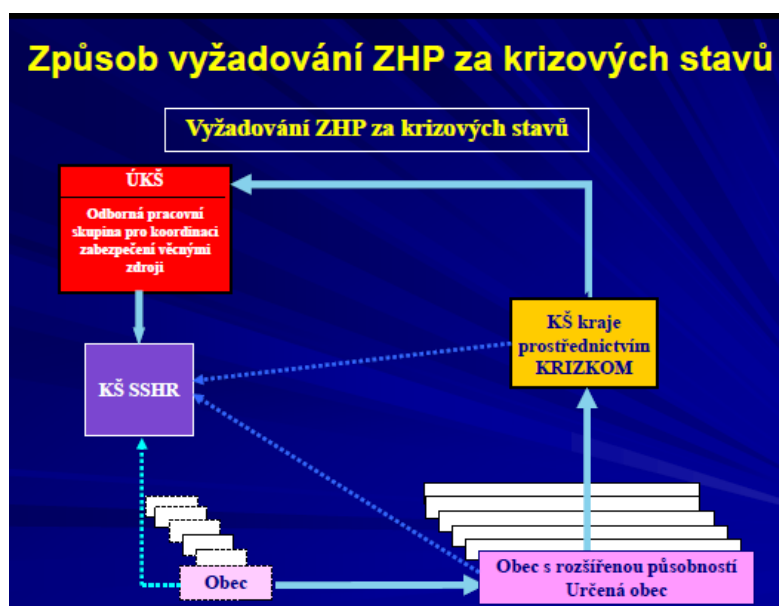 Způsob vyžadování ZHP za krizových stavů
Vyžadování ZHP za krizových stavů
ÚKŠ
Odborná pracovní
skupina pro koordinaci
zabezpečení věcnými
zdroji
KŠ kraje
prostřednictvím
KRIZKOM
KŠ SSHR
Obec
Obec s rozšířenou působností
Určená obec